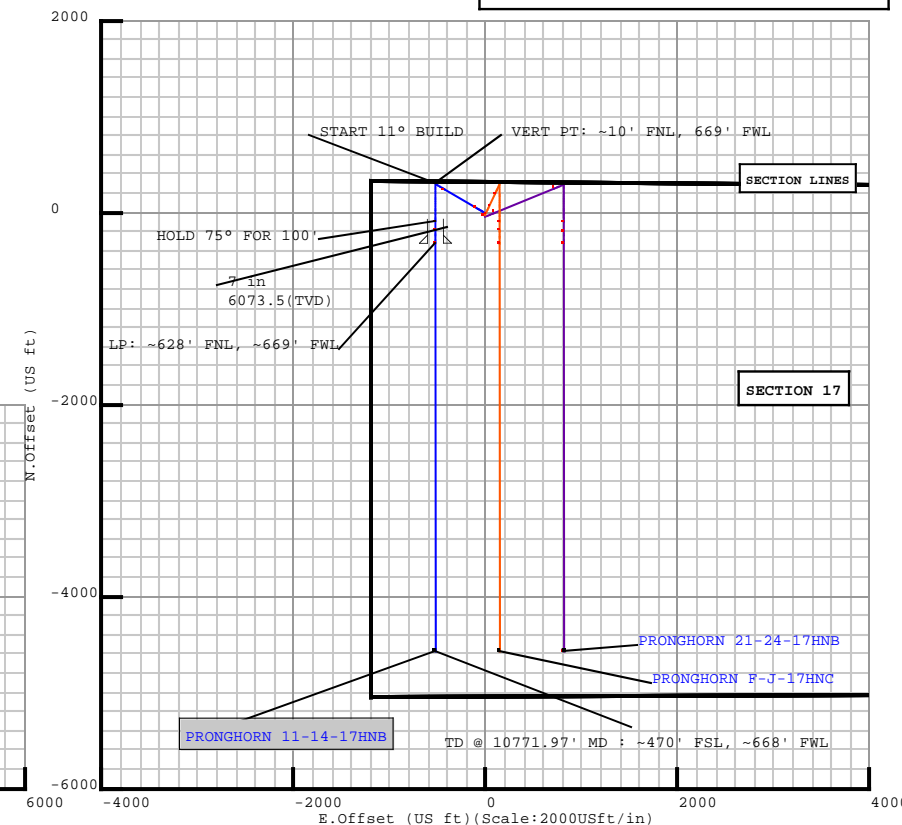 2000
START 11° BUILD
VERT PT: ~10' FNL, 669' FWL
SECTION LINES
0
HOLD 75° FOR 100'
7 in
6073.5(TVD)
LP: ~628' FNL, ~669' FWL
SECTION 17
-2000
N.Offset (US ft)
-4000
PRONGHORN 21-24-17HNB
PRONGHORN F-J-17HNC
PRONGHORN 11-14-17HNB
TD @ 10771.97' MD : ~470' FSL, ~668' FWL
-6000
6000 -4000 -2000 0 2000 4000
E.Offset (US ft)(Scale:2000USft/in)